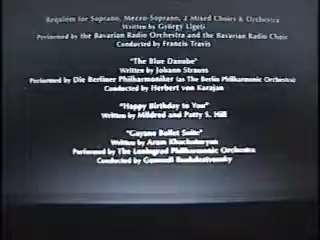 Requiem for Soprano, Mezzo-Soprano, 2 Mixed Choirs & Orchestra
Written by György Ligeti
Performed by the Bavarian Radio Orchestra and the Bavarian Radio Choir
Conducted by Francis Travis
"The Blue Danube"
Written by Johann Strauss
Performed by Die Berliner Philharmoniker (as The Berlin Philharmonic Orchestra)
Conducted by Herbert von Karajan
"Happy Birthday to You"
Written by Mildred and Patty S. Hill
"Gayane Ballet Suite"
Written by Aram Khachaturyan
Performed by The Leningrad Philharmonic Orchestra
Conducted by Gennadi Rozhdestvensky